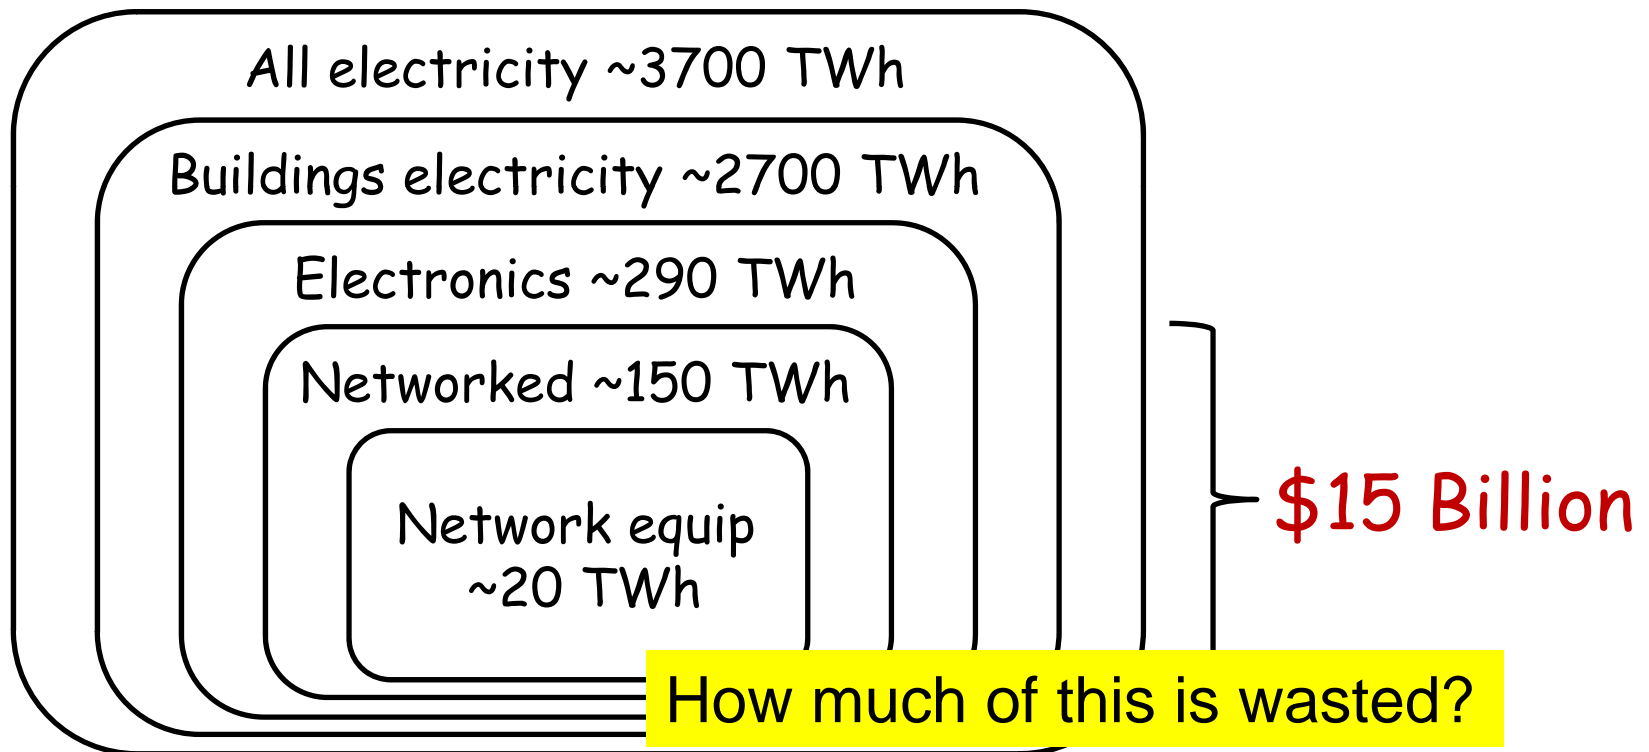 All electricity ~3700 TWh
Buildings electricity ~2700 TWh
Electronics ~290 TWh
Networked ~150 TWh
Network equip
~20 TWh
$15 Billion
How much of this is wasted?